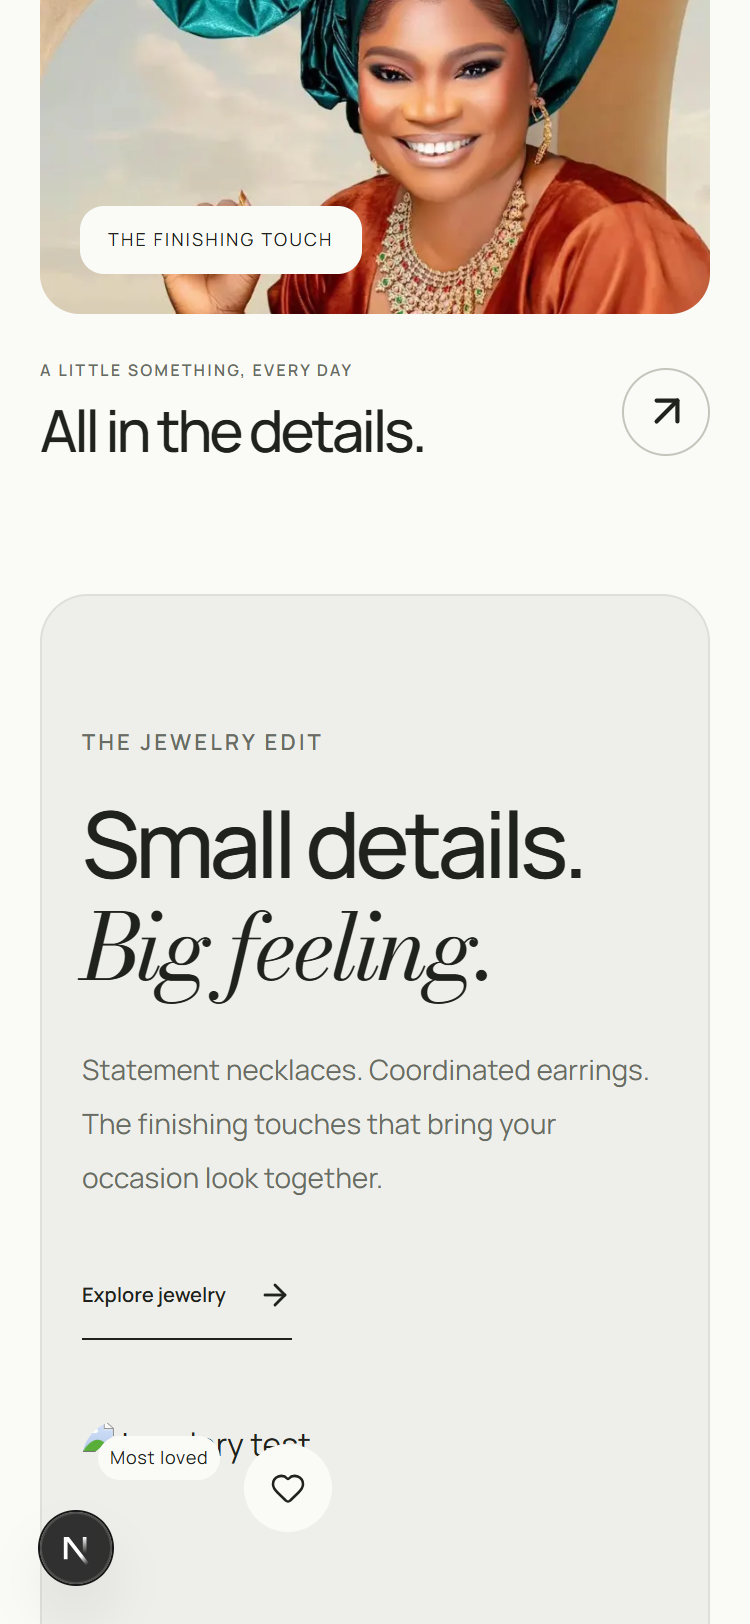 THE FINISHING TOUCH
A LITTLE SOMETHING, EVERY DAY
All in the details.
THE JEWELRY EDIT
Small details.
Big feeling.
Statement necklaces. Coordinated earrings.
The finishing touches that bring your
occasion look together.
Explore jewelry
test
Most loved
N